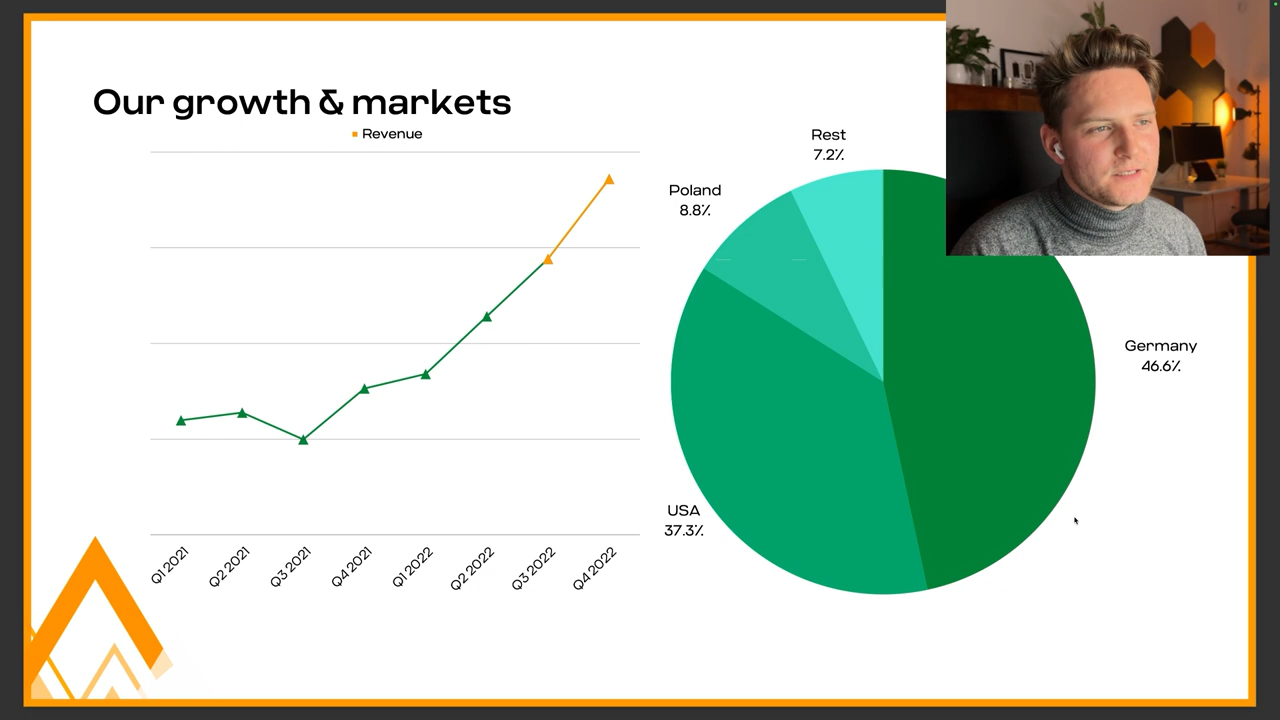 Our growth & markets
Revenue
Q1 2021
Q2 2021
Q3 2021
Q4 2021
Q1 2022
Q2 2022
Q3 2022
Q4 2022
Rest
7.2%
Poland
8.8%
Germany
46.6%
USA
37.3%